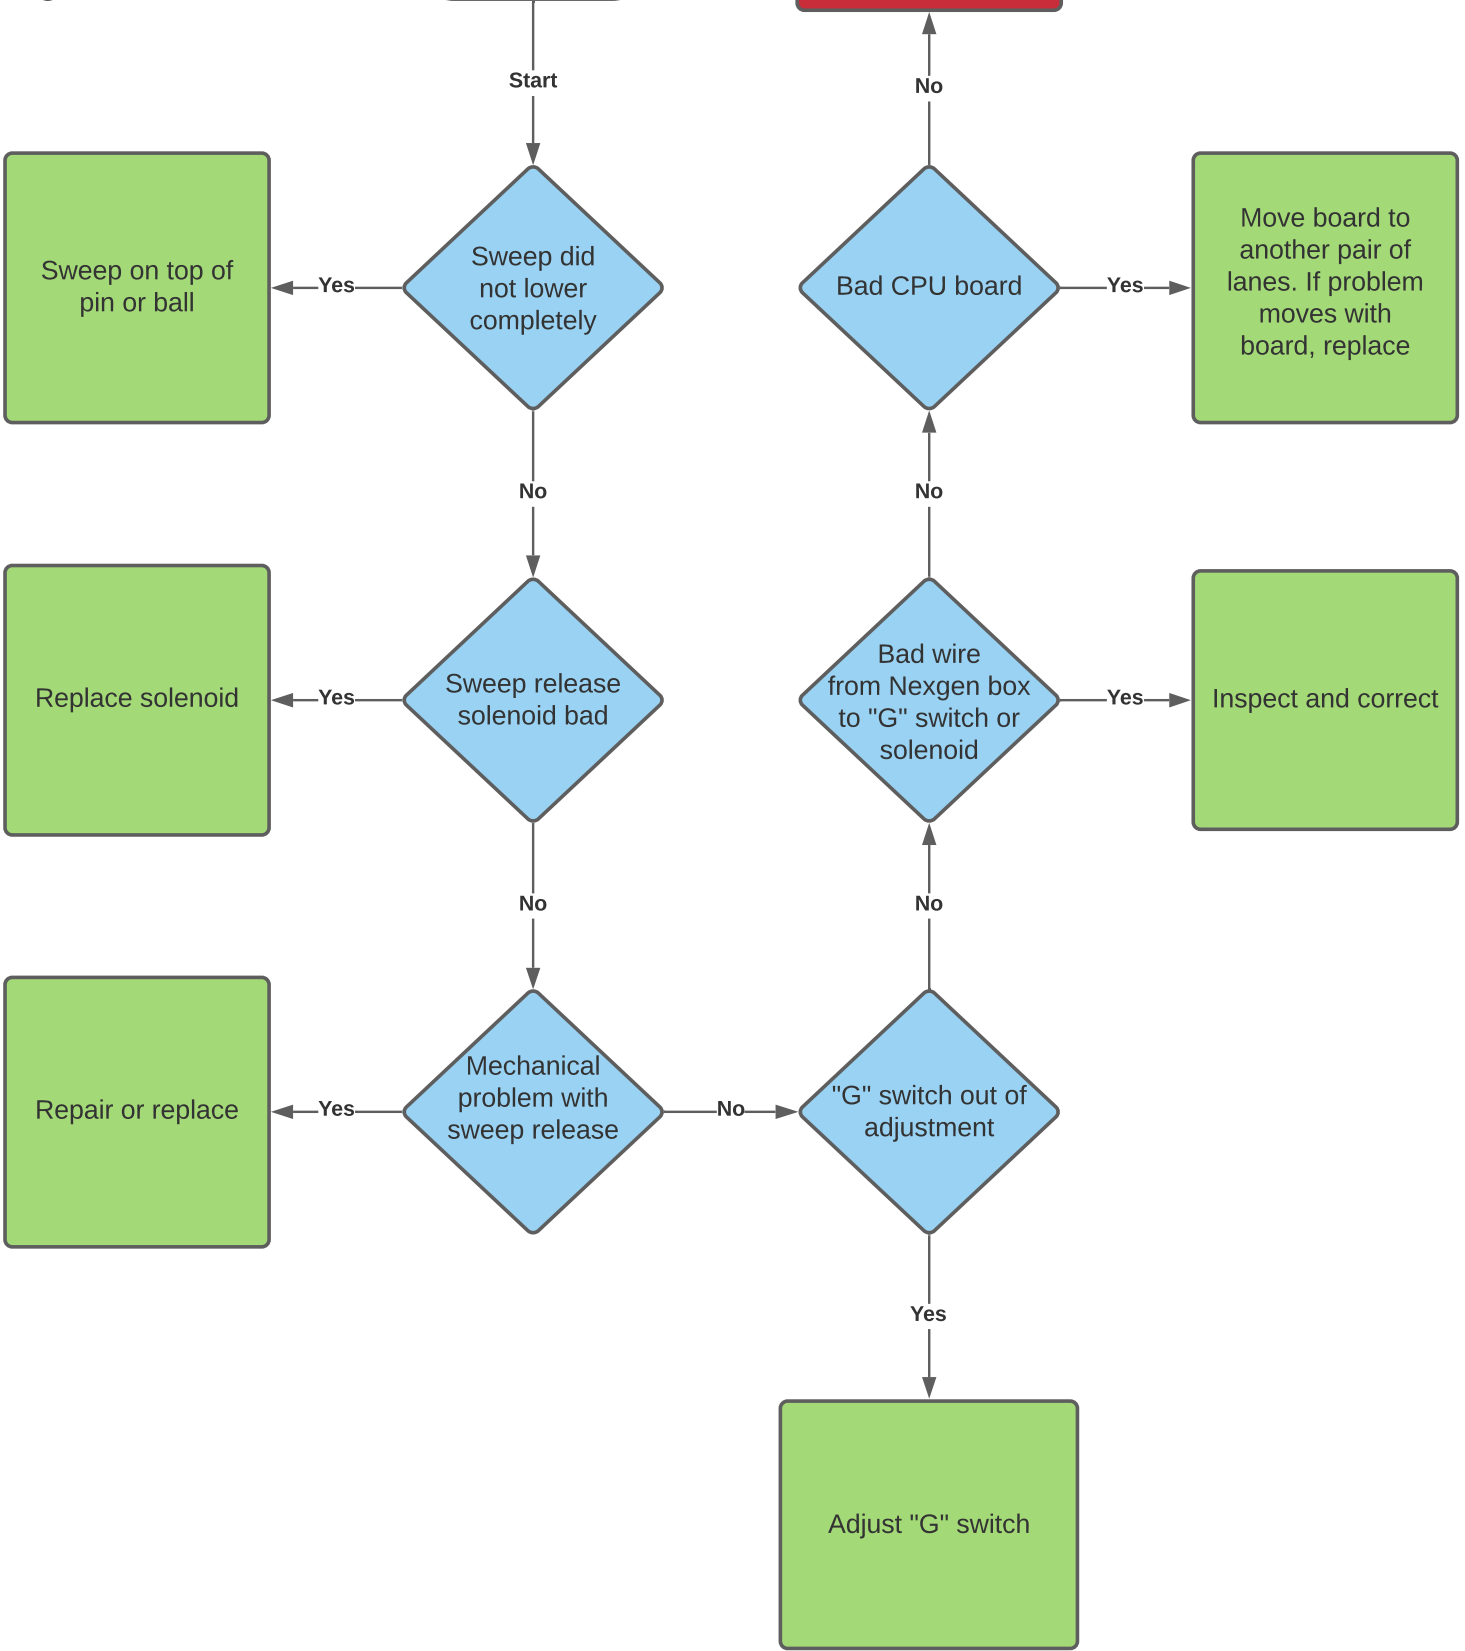 Start
Sweep on top of
pin or ball
Yes
Sweep did
not lower
completely
No
Replace solenoid
Yes
Sweep release
solenoid bad
No
Repair or replace
Yes
Mechanical
problem with
sweep release
No
"G" switch out of
adjustment
Yes
Adjust "G" switch
No
Bad wire
from Nexgen box
to "G" switch or
solenoid
Yes
Inspect and correct
No
Bad CPU board
Yes
Move board to
another pair of
lanes. If problem
moves with
board, replace
No